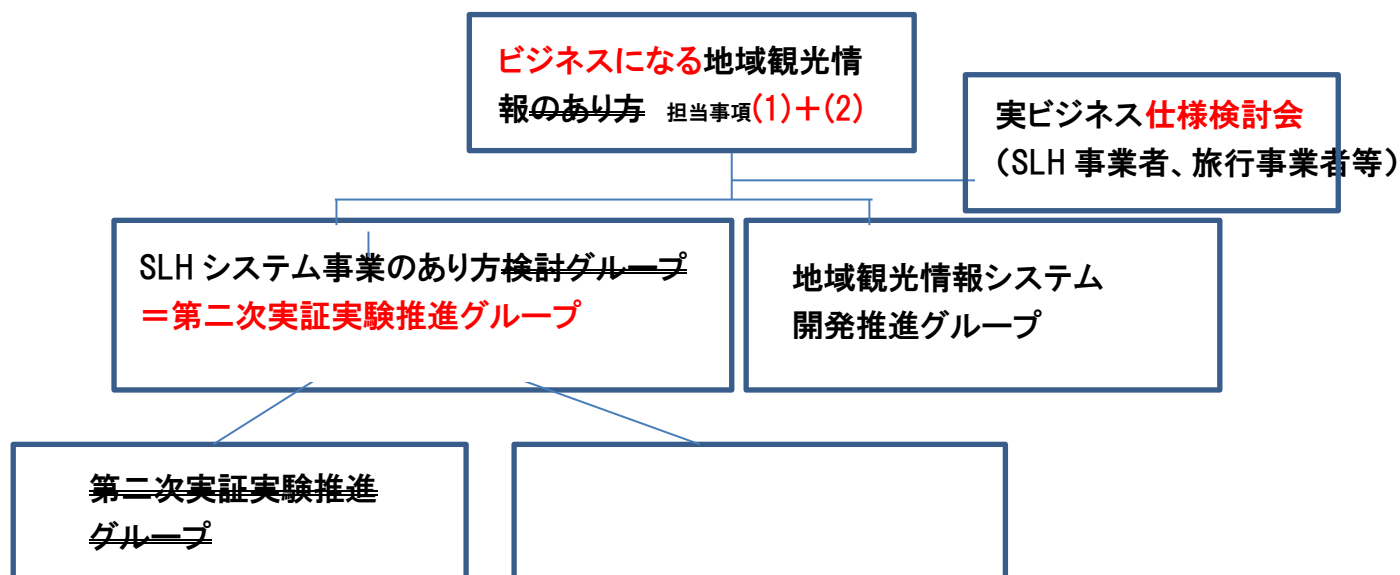 ビジネスになる地域観光情
報のあり方 担当事項(1)+(2)
実ビジネス仕様検討会
(SLH 事業者、旅行事業者等)
SLH システム事業のあり方検討グループ
=第二次実証実験推進グループ
地域観光情報システム
開発推進グループ
第二次実証実験推進
グループ